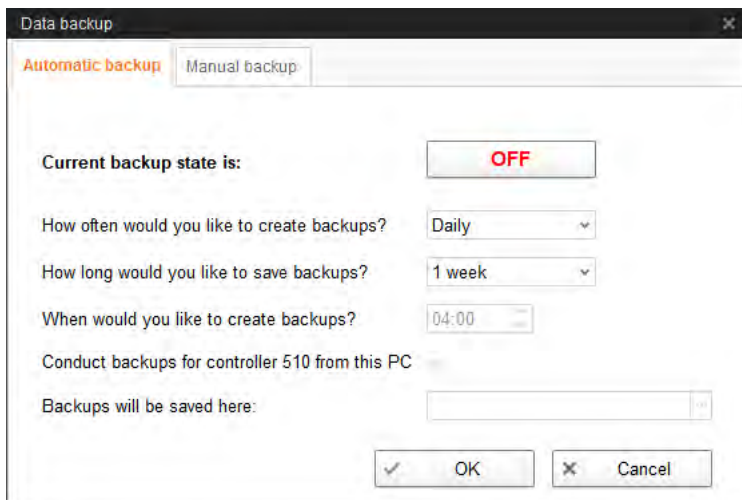 Data backup
Automatic backup Manual backup
Current backup state is: OFF
How often would you like to create backups? Daily
How long would you like to save backups? 1 week
When would you like to create backups? 04:00
Conduct backups for controller 510 from this PC
Backups will be saved here: ...
OK Cancel